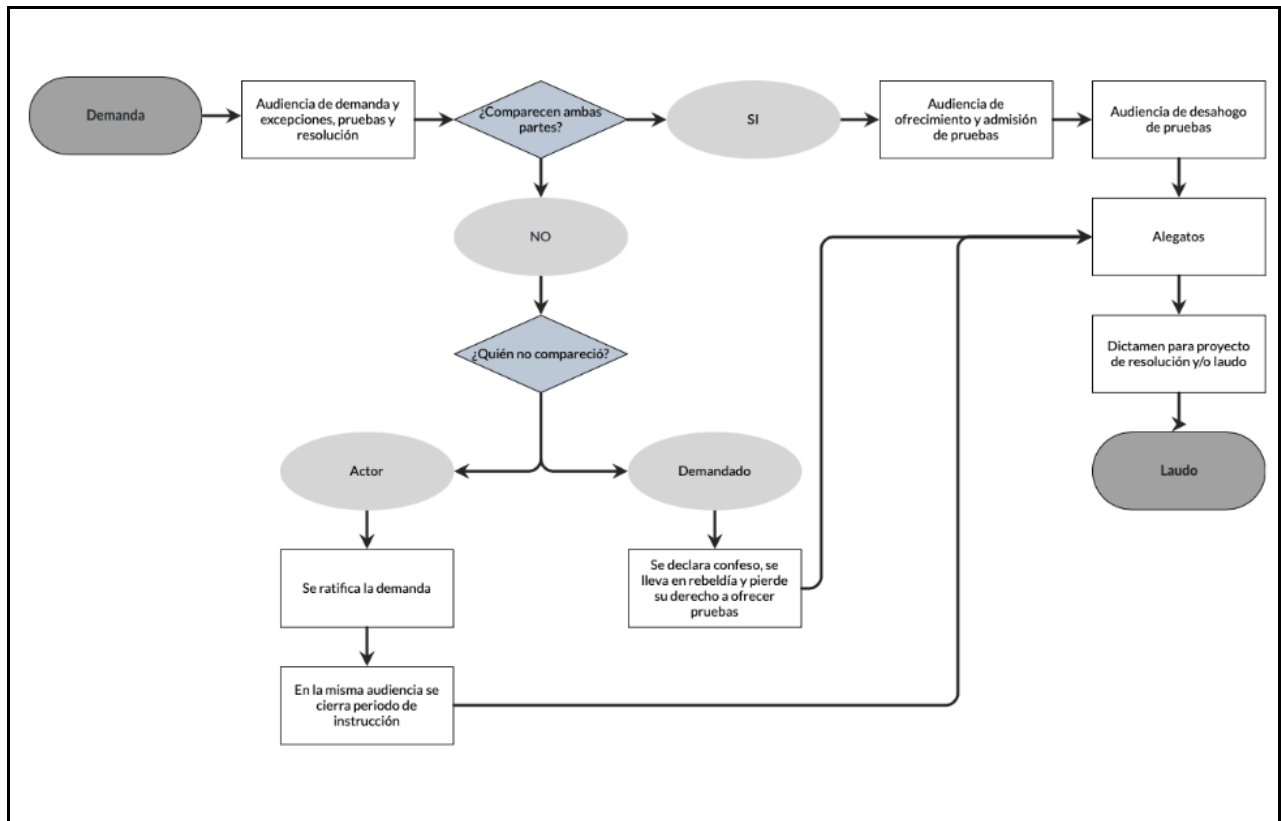 Demanda
Audiencia de demanda y
excepciones, pruebas y
resolución
¿Comparecen ambas
partes?
SI
Audiencia de
ofrecimiento y admisión
de pruebas
Audiencia de desahogo
de pruebas
NO
Alegatos
¿Quién no compareció?
Dictamen para proyecto
de resolución y/o laudo
Actor
Demandado
Laudo
Se ratifica la demanda
Se declara confeso, se
lleva en rebeldía y pierde
su derecho a ofrecer
pruebas
En la misma audiencia se
cierra periodo de
instrucción